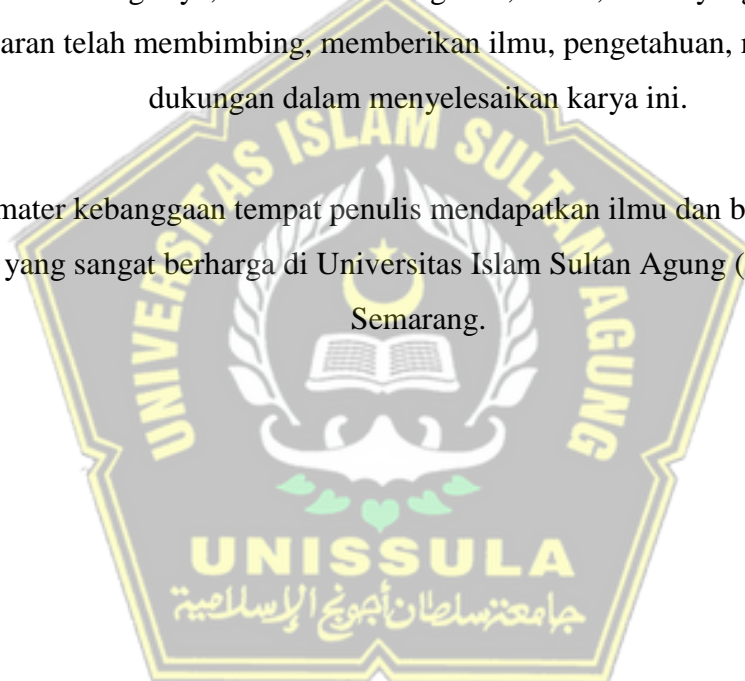 aran telah membimbing, memberikan ilmu, pengetahuan,
dukungan dalam menyelesaikan karya ini.
mater kebanggaan tempat penulis mendapatkan ilmu dan b
yang sangat berharga di Universitas Islam Sultan Agung (
Semarang.
UNIVERSITAS ISLAM SULTAN AGUNG
UNISSULA
جامعة سلطان أجونج الإسلامية